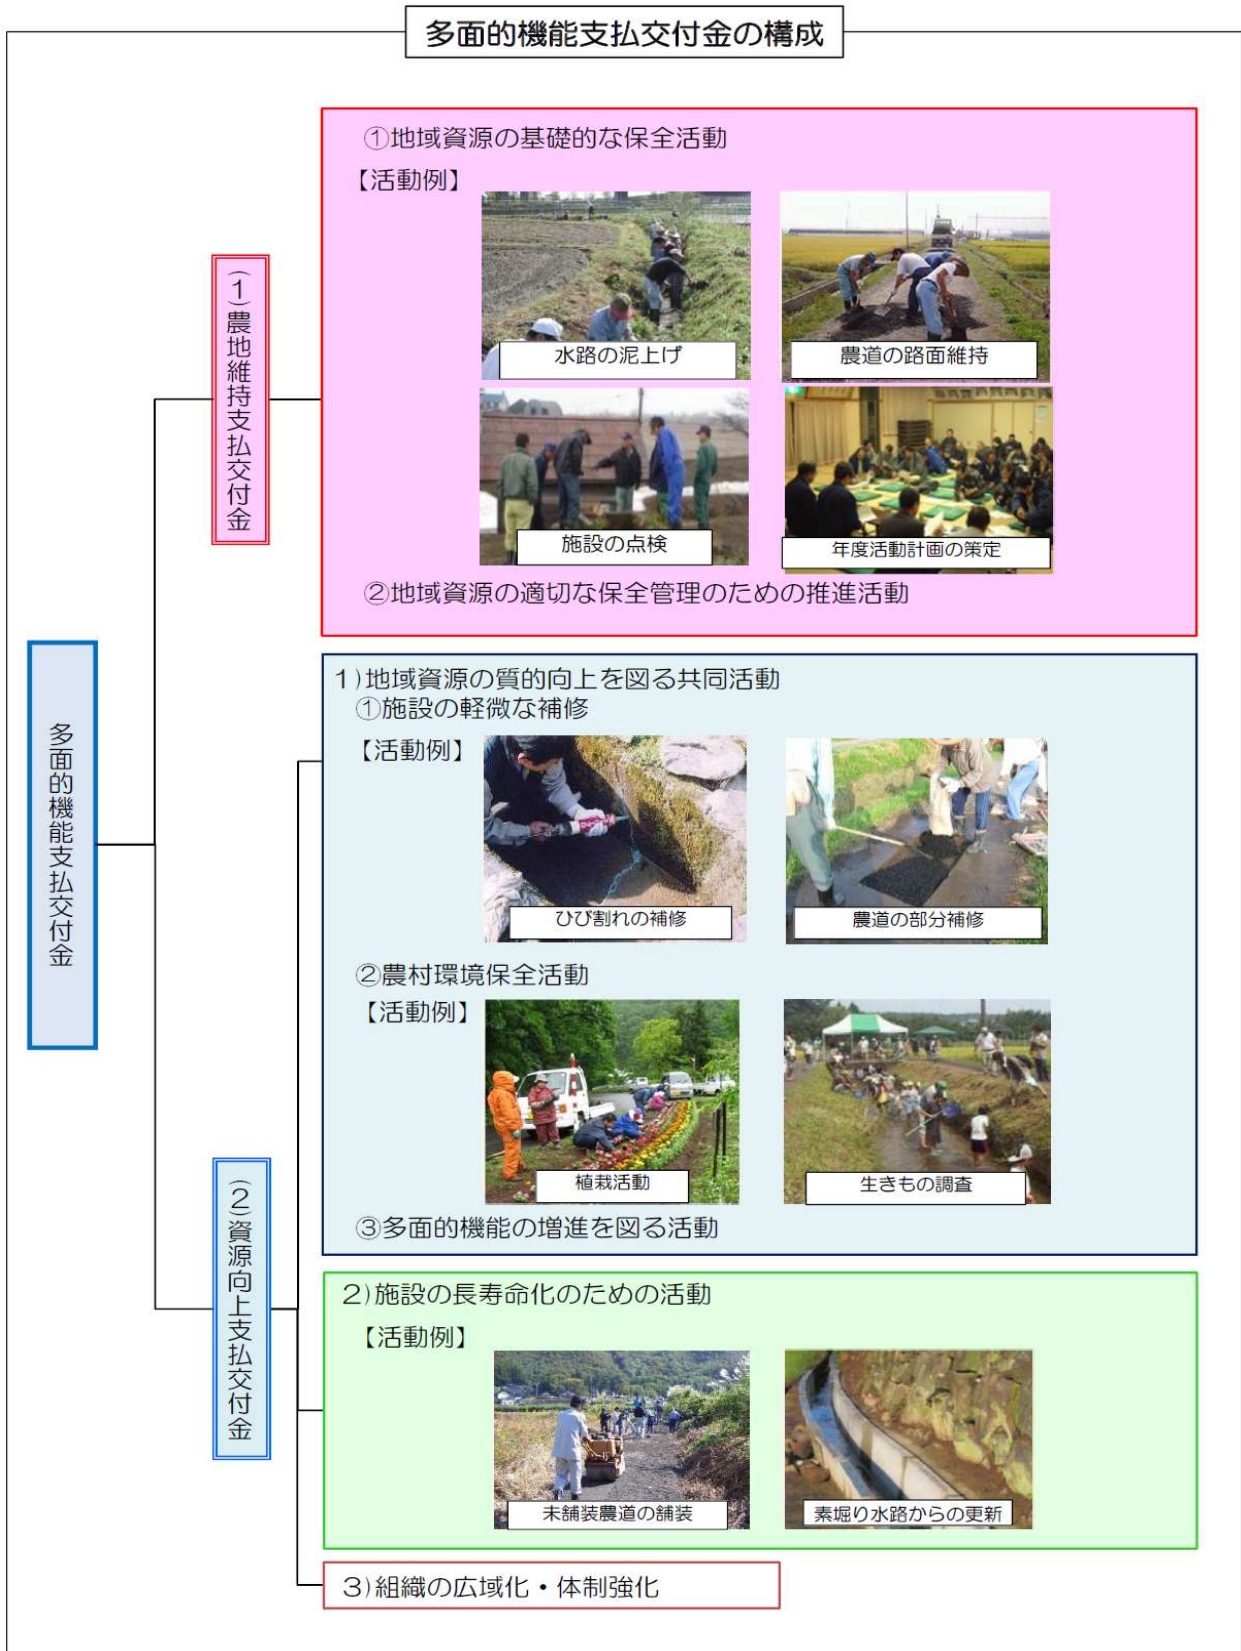 多面的機能支払交付金の構成
多面的機能支払交付金
(1)農地維持支払交付金
①地域資源の基礎的な保全活動
【活動例】
水路の泥上げ
農道の路面維持
施設の点検
年度活動計画の策定
②地域資源の適切な保全管理のための推進活動
(2)資源向上支払交付金
1)地域資源の質的向上を図る共同活動
①施設の軽微な補修
【活動例】
ひび割れの補修
農道の部分補修
②農村環境保全活動
【活動例】
植栽活動
生きもの調査
③多面的機能の増進を図る活動
2)施設の長寿命化のための活動
【活動例】
未舗装農道の舗装
素堀り水路からの更新
3)組織の広域化・体制強化